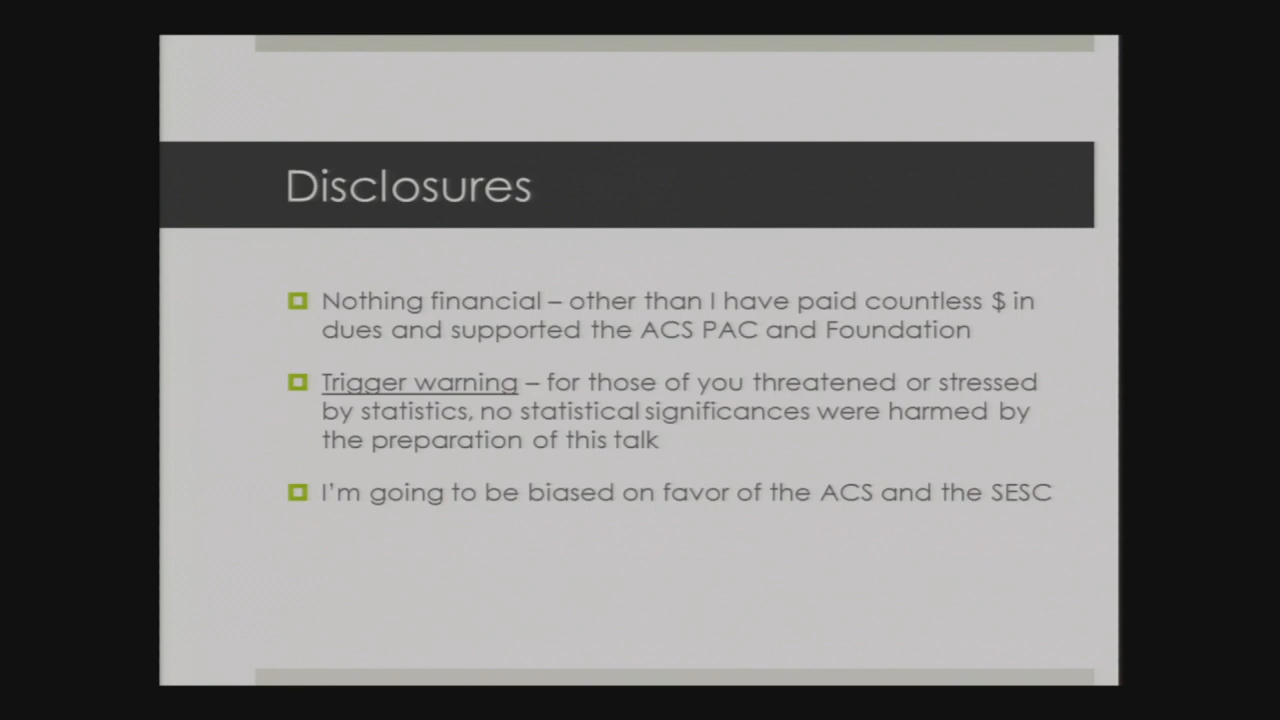 Disclosures
Nothing financial – other than I have paid countless $ in
dues and supported the ACS PAC and Foundation
Trigger warning – for those of you threatened or stressed
by statistics, no statistical significances were harmed by
the preparation of this talk
I'm going to be biased on favor of the ACS and the SESC